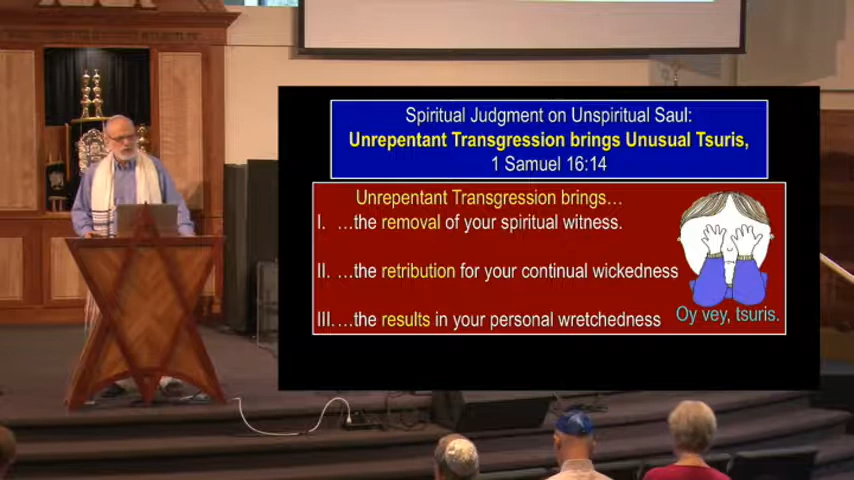 Spiritual Judgment on Unspiritual Saul:
Unrepentant Transgression brings Unusual Tsuris,
1 Samuel 16:14
Unrepentant Transgression brings…
I. …the removal of your spiritual witness.
II. …the retribution for your continual wickedness
III. …the results in your personal wretchedness
Oy vey, tsuris.